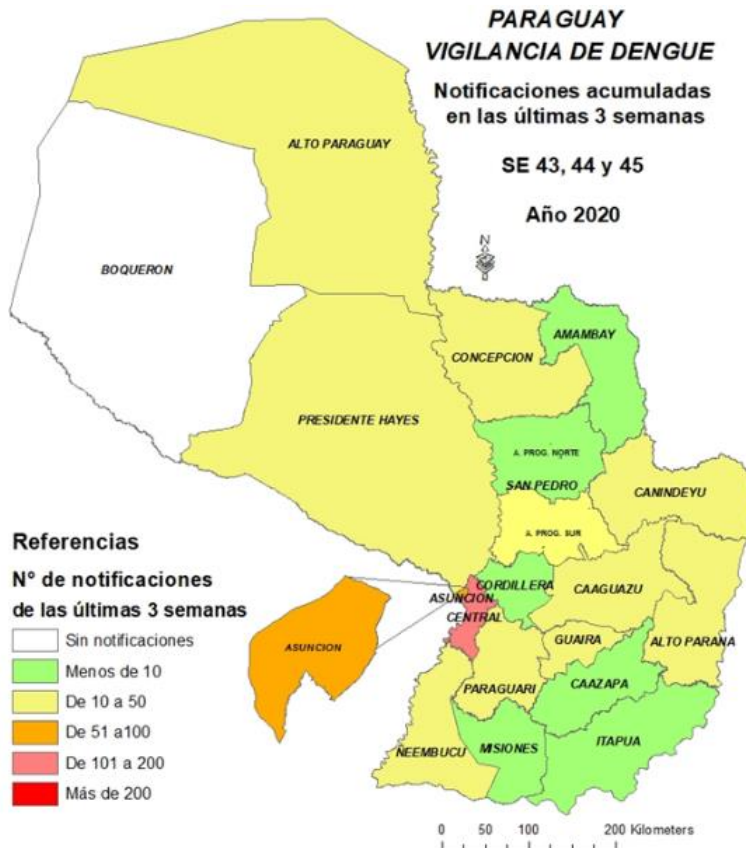 PARAGUAY
VIGILANCIA DE DENGUE
Notificaciones acumuladas
en las últimas 3 semanas
SE 43, 44 y 45
Año 2020
N
ALTO PARAGUAY
BOQUERON
CONCEPCION
AMAMBAY
PRESIDENTE HAYES
A. PROG. NORTE
SAN PEDRO
CANINDEYU
A. PROG. SUR
CORDILLERA
ASUNCION
CENTRAL
CAAGUAZU
GUAIRA
ALTO PARANA
CAAZAPA
PARAGUARI
ÑEEMBUCU
MISIONES
ITAPUA
ASUNCION
Referencias
N° de notificaciones
de las últimas 3 semanas
Sin notificaciones
Menos de 10
De 10 a 50
De 51 a100
De 101 a 200
Más de 200
0 50 100 200 Kilometers